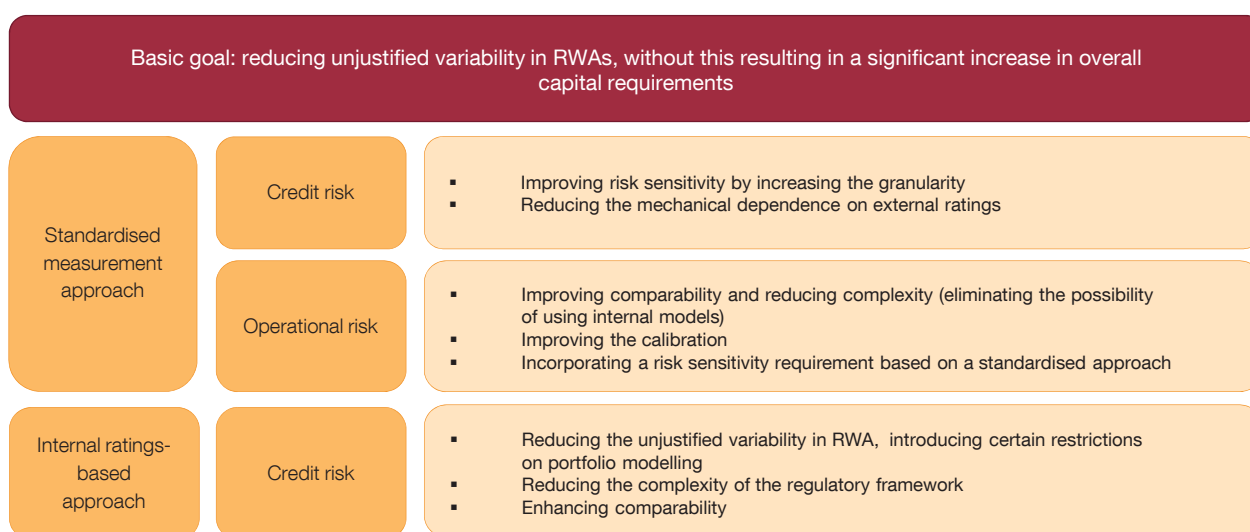 Basic goal: reducing unjustified variability in RWAs, without this resulting in a significant increase in overall
capital requirements
Standardised
measurement
approach
Credit risk
▪ Improving risk sensitivity by increasing the granularity
▪ Reducing the mechanical dependence on external ratings
Operational risk
▪ Improving comparability and reducing complexity (eliminating the possibility
of using internal models)
▪ Improving the calibration
▪ Incorporating a risk sensitivity requirement based on a standardised approach
Internal ratings-
based
approach
Credit risk
▪ Reducing the unjustified variability in RWA, introducing certain restrictions
on portfolio modelling
▪ Reducing the complexity of the regulatory framework
▪ Enhancing comparability